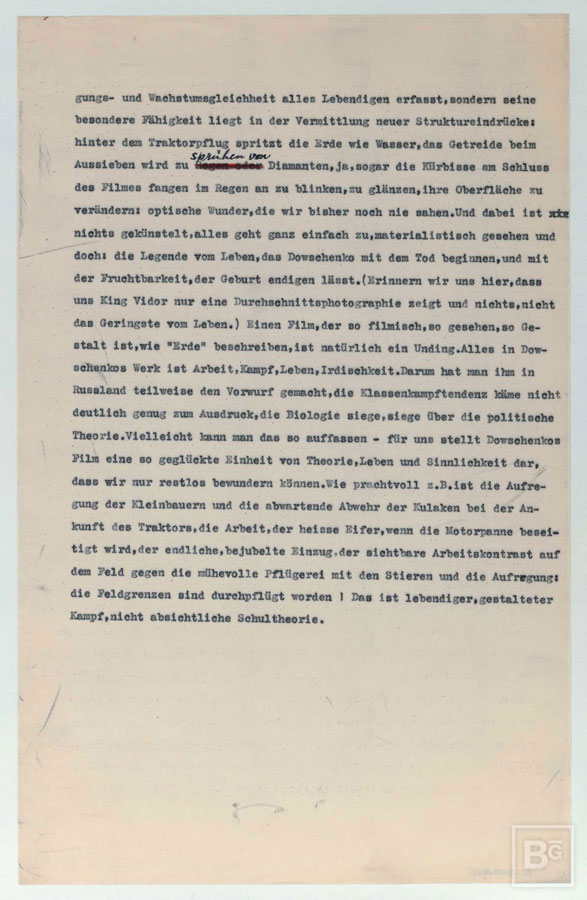 gungs- und Wachstumsgleichheit alles Lebendigen erfasst,sondern seine
besondere Fähigkeit liegt in der Vermittlung neuer Struktureindrücke:
hinter dem Traktorpflug spritzt die Erde wie Wasser,das Getreide beim
sprühen von
Aussieben wird zu Regen oder Diamanten,ja,sogar die Kürbisse am Schluss
des Filmes fangen im Regen an zu blinken,zu glänzen,ihre Oberfläche zu
verändern: optische Wunder,die wir bisher noch nie sahen.Und dabei ist
nichts gekünstelt,alles geht ganz einfach zu,materialistisch gesehen und
doch: die Legende vom Leben,das Dowschenko mit dem Tod beginnen,und mit
der Fruchtbarkeit,der Geburt endigen lässt.(Erinnern wir uns hier,dass
uns King Vidor nur eine Durchschnittsphotographie zeigt und nichts,nicht
das Geringste vom Leben.) Einen Film,der so filmisch,so gesehen,so Ge-
stalt ist,wie "Erde" beschreiben,ist natürlich ein Unding.Alles in Dow-
schenkos Werk ist Arbeit,Kampf,Leben,Irdischkeit.Darum hat man ihm in
Russland teilweise den Vorwurf gemacht,die Klassenkampftendenz käme nicht
deutlich genug zum Ausdruck,die Biologie siege,siege über die politische
Theorie.Vielleicht kann man das so auffassen - für uns stellt Dowschenkos
Film eine so geglückte Einheit von Theorie,Leben und Sinnlichkeit dar,
dass wir nur restlos bewundern können.Wie prachtvoll z.B.ist die Aufre-
gung der Kleinbauern und die abwartende Abwehr der Kulaken bei der An-
kunft des Traktors,die Arbeit,der heisse Eifer,wenn die Motorpanne besei-
tigt wird,der endliche,bejubelte Einzug,der sichtbare Arbeitskontrast auf
dem Feld gegen die mühevolle Pflügerei mit den Stieren und die Aufregung:
die Feldgrenzen sind durchpflügt worden ! Das ist lebendiger,gestalteter
Kampf,nicht absichtliche Schultheorie.
BG